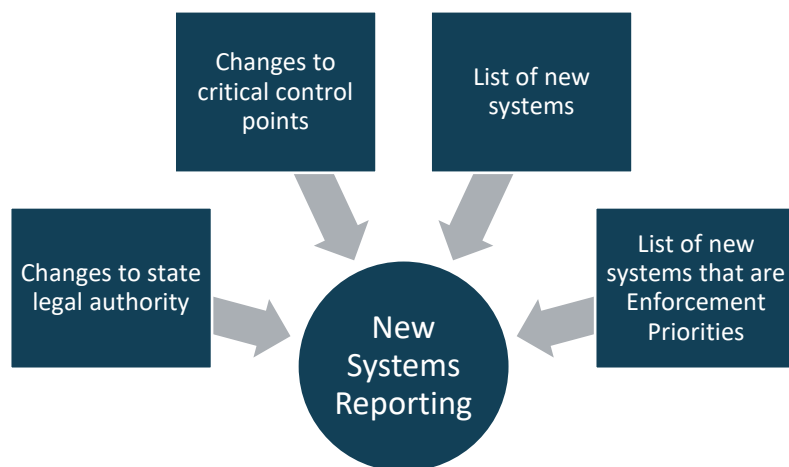 Changes to
critical control
points
List of new
systems
Changes to state
legal authority
List of new
systems that are
Enforcement
Priorities
New
Systems
Reporting